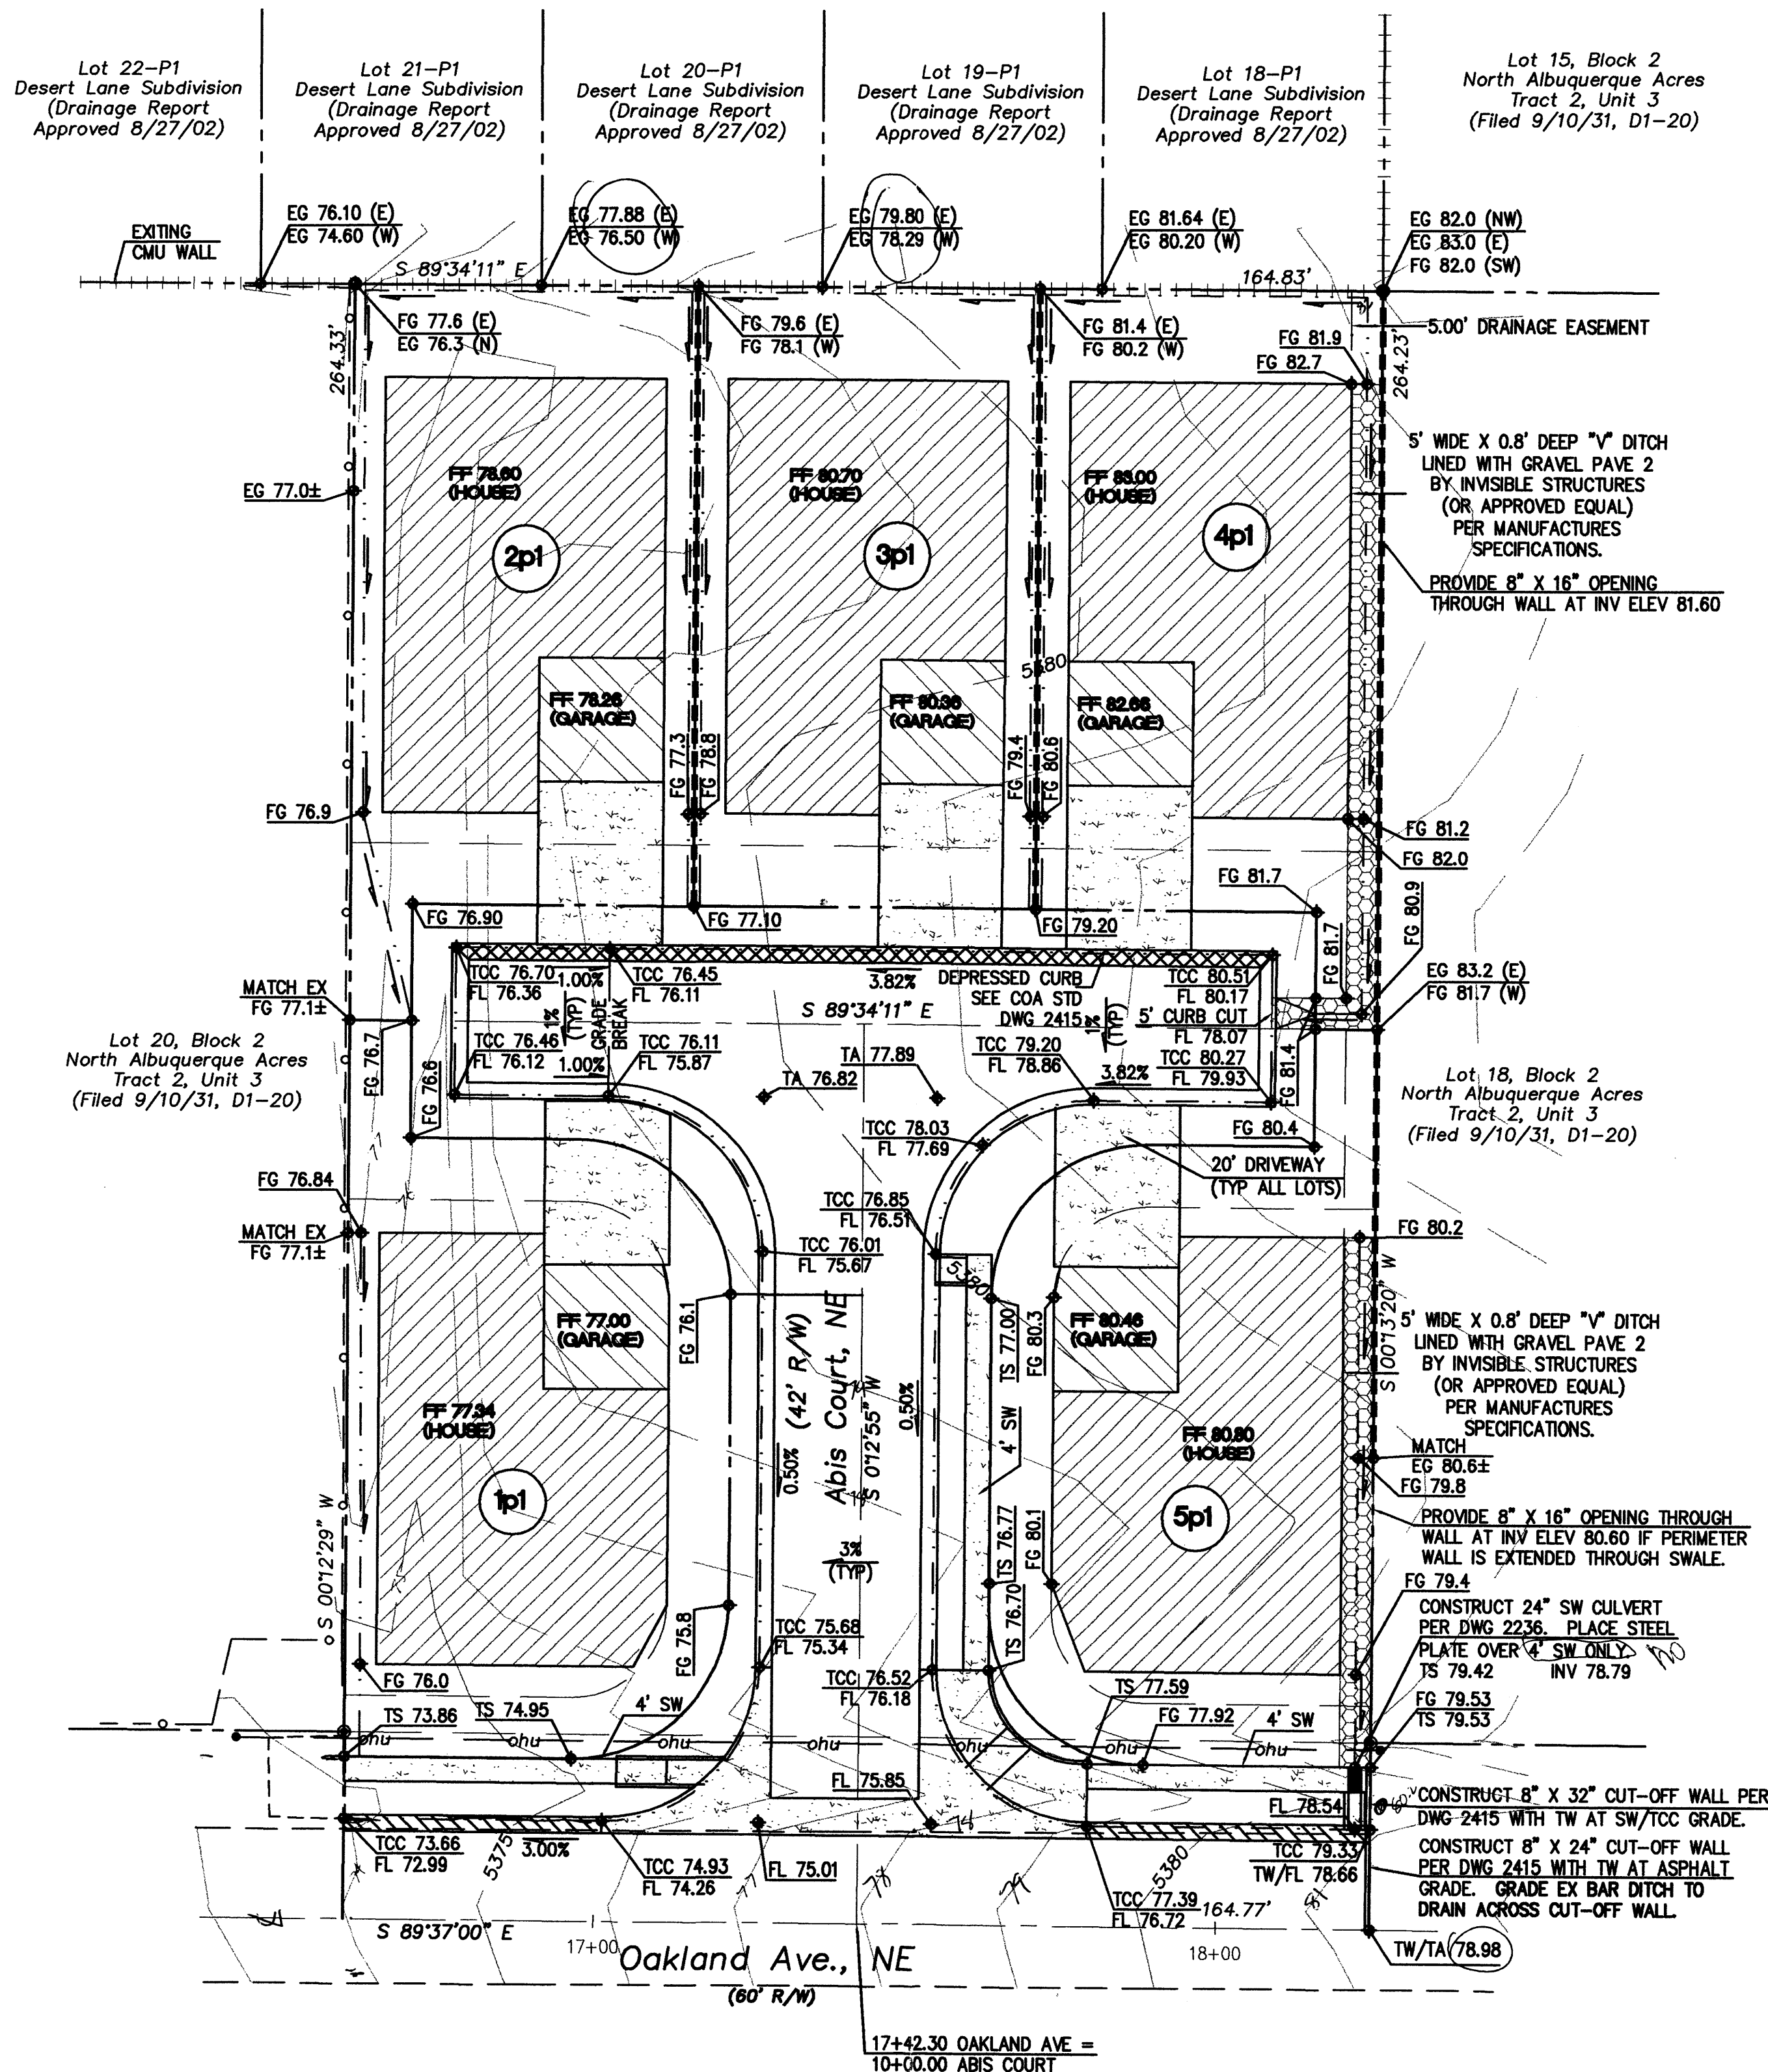 Lot 22-P1
Desert Lane Subdivision
(Drainage Report
Approved 8/27/02)
Lot 21-P1
Desert Lane Subdivision
(Drainage Report
Approved 8/27/02)
Lot 20-P1
Desert Lane Subdivision
(Drainage Report
Approved 8/27/02)
Lot 19-P1
Desert Lane Subdivision
(Drainage Report
Approved 8/27/02)
Lot 18-P1
Desert Lane Subdivision
(Drainage Report
Approved 8/27/02)
Lot 15, Block 2
North Albuquerque Acres
Tract 2, Unit 3
(Filed 9/10/31, D1-20)
EXITING
CMU WALL
EG 76.10 (E)
EG 74.60 (W)
EG 77.88 (E)
EG 76.50 (W)
EG 79.80 (E)
EG 78.29 (W)
EG 81.64 (E)
EG 80.20 (W)
EG 82.0 (NW)
EG 83.0 (E)
FG 82.0 (SW)
S 89°34'11" E
164.83'
FG 77.6 (E)
EG 76.3 (N)
FG 79.6 (E)
FG 78.1 (W)
FG 81.4 (E)
FG 80.2 (W)
5.00' DRAINAGE EASEMENT
FG 81.9
FG 82.7
264.33'
264.23'
5' WIDE X 0.8' DEEP "V" DITCH
LINED WITH GRAVEL PAVE 2
BY INVISIBLE STRUCTURES
(OR APPROVED EQUAL)
PER MANUFACTURES
SPECIFICATIONS.
EG 77.0±
FF 78.60
(HOUSE)
2p1
FF 80.70
(HOUSE)
3p1
FF 83.00
(HOUSE)
4p1
PROVIDE 8" X 16" OPENING
THROUGH WALL AT INV ELEV 81.60
5380
FF 78.26
(GARAGE)
FF 80.36
(GARAGE)
FF 82.66
(GARAGE)
FG 77.3
FG 78.8
FG 79.4
FG 80.6
FG 76.9
FG 81.2
FG 82.0
FG 81.7
FG 80.9
FG 76.90
FG 77.10
FG 79.20
FG 81.7
TCC 76.70
FL 76.36
1.00%
TCC 76.45
FL 76.11
3.82%
DEPRESSED CURB
SEE COA STD
DWG 2415
TCC 80.51
FL 80.17
EG 83.2 (E)
FG 81.7 (W)
MATCH EX
FG 77.1±
1%
(TYP)
GRADE
BREAK
S 89°34'11" E
1%
(TYP)
5' CURB CUT
FL 78.07
Lot 20, Block 2
North Albuquerque Acres
Tract 2, Unit 3
(Filed 9/10/31, D1-20)
FG 76.7
FG 76.6
TCC 76.46
FL 76.12
1.00%
TCC 76.11
FL 75.87
TA 77.89
TA 76.82
TCC 79.20
FL 78.86
3.82%
TCC 80.27
FL 79.93
FG 81.4
Lot 18, Block 2
North Albuquerque Acres
Tract 2, Unit 3
(Filed 9/10/31, D1-20)
TCC 78.03
FL 77.69
FG 80.4
20' DRIVEWAY
(TYP ALL LOTS)
77
FG 76.84
TCC 76.85
FL 76.51
FG 80.2
MATCH EX
FG 77.1±
TCC 76.01
FL 75.67
5380
FF 77.00
(GARAGE)
FG 76.1
(42' R/W)
Abis Court, NE
S 0°12'55" W
TS 77.00
FG 80.3
FF 80.46
(GARAGE)
S 00°13'20" W
5' WIDE X 0.8' DEEP "V" DITCH
LINED WITH GRAVEL PAVE 2
BY INVISIBLE STRUCTURES
(OR APPROVED EQUAL)
PER MANUFACTURES
SPECIFICATIONS.
FF 77.34
(HOUSE)
0.50%
0.50%
4' SW
FF 80.80
(HOUSE)
MATCH
EG 80.6±
FG 79.8
1p1
5p1
S 00°12'29" W
3%
(TYP)
TS 76.77
FG 80.1
PROVIDE 8" X 16" OPENING THROUGH
WALL AT INV ELEV 80.60 IF PERIMETER
WALL IS EXTENDED THROUGH SWALE.
FG 79.4
FG 75.8
TCC 75.68
FL 75.34
TS 76.70
CONSTRUCT 24" SW CULVERT
PER DWG 2236. PLACE STEEL
PLATE OVER 4' SW ONLY.
NO
TS 79.42
INV 78.79
FG 76.0
TCC 76.52
FL 76.18
TS 77.59
FG 79.53
TS 79.53
TS 73.86
TS 74.95
4' SW
FG 77.92
4' SW
ohu
ohu
ohu
ohu
ohu
ohu
FL 75.85
FL 78.54
CONSTRUCT 8" X 32" CUT-OFF WALL PER
DWG 2415 WITH TW AT SW/TCC GRADE.
TCC 73.66
FL 72.99
5375
3.00%
TCC 74.93
FL 74.26
FL 75.01
TCC 79.33
TW/FL 78.66
CONSTRUCT 8" X 24" CUT-OFF WALL
PER DWG 2415 WITH TW AT ASPHALT
GRADE. GRADE EX BAR DITCH TO
DRAIN ACROSS CUT-OFF WALL.
77
78
79
5380
81
TCC 77.39
FL 76.72
164.77'
S 89°37'00" E
17+00
18+00
TW/TA 78.98
Oakland Ave., NE
(60' R/W)
17+42.30 OAKLAND AVE =
10+00.00 ABIS COURT